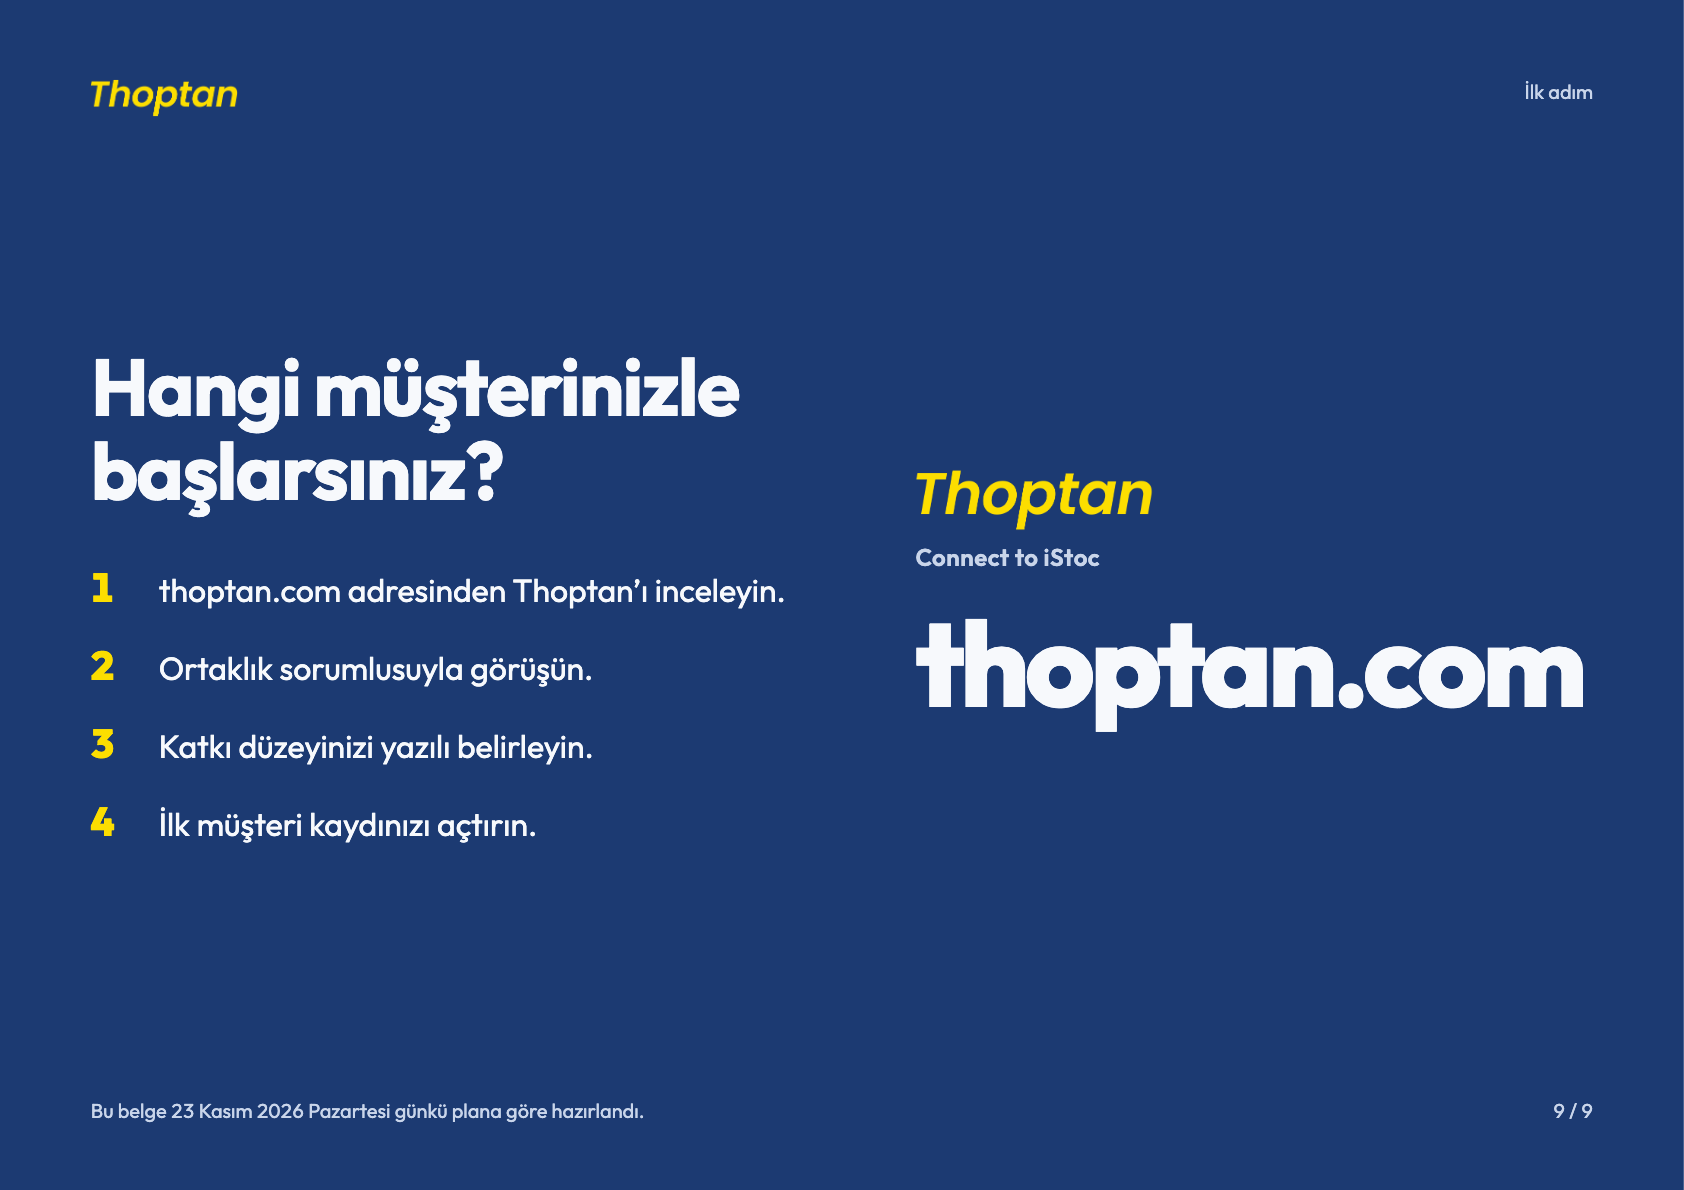 Thoptan
İlk adım
Hangi müşterinizle
başlarsınız?
1 thoptan.com adresinden Thoptan’ı inceleyin.
2 Ortaklık sorumlusuyla görüşün.
3 Katkı düzeyinizi yazılı belirleyin.
4 İlk müşteri kaydınızı açtırın.
Thoptan
Connect to iStoc
thoptan.com
Bu belge 23 Kasım 2026 Pazartesi günkü plana göre hazırlandı.
9 / 9